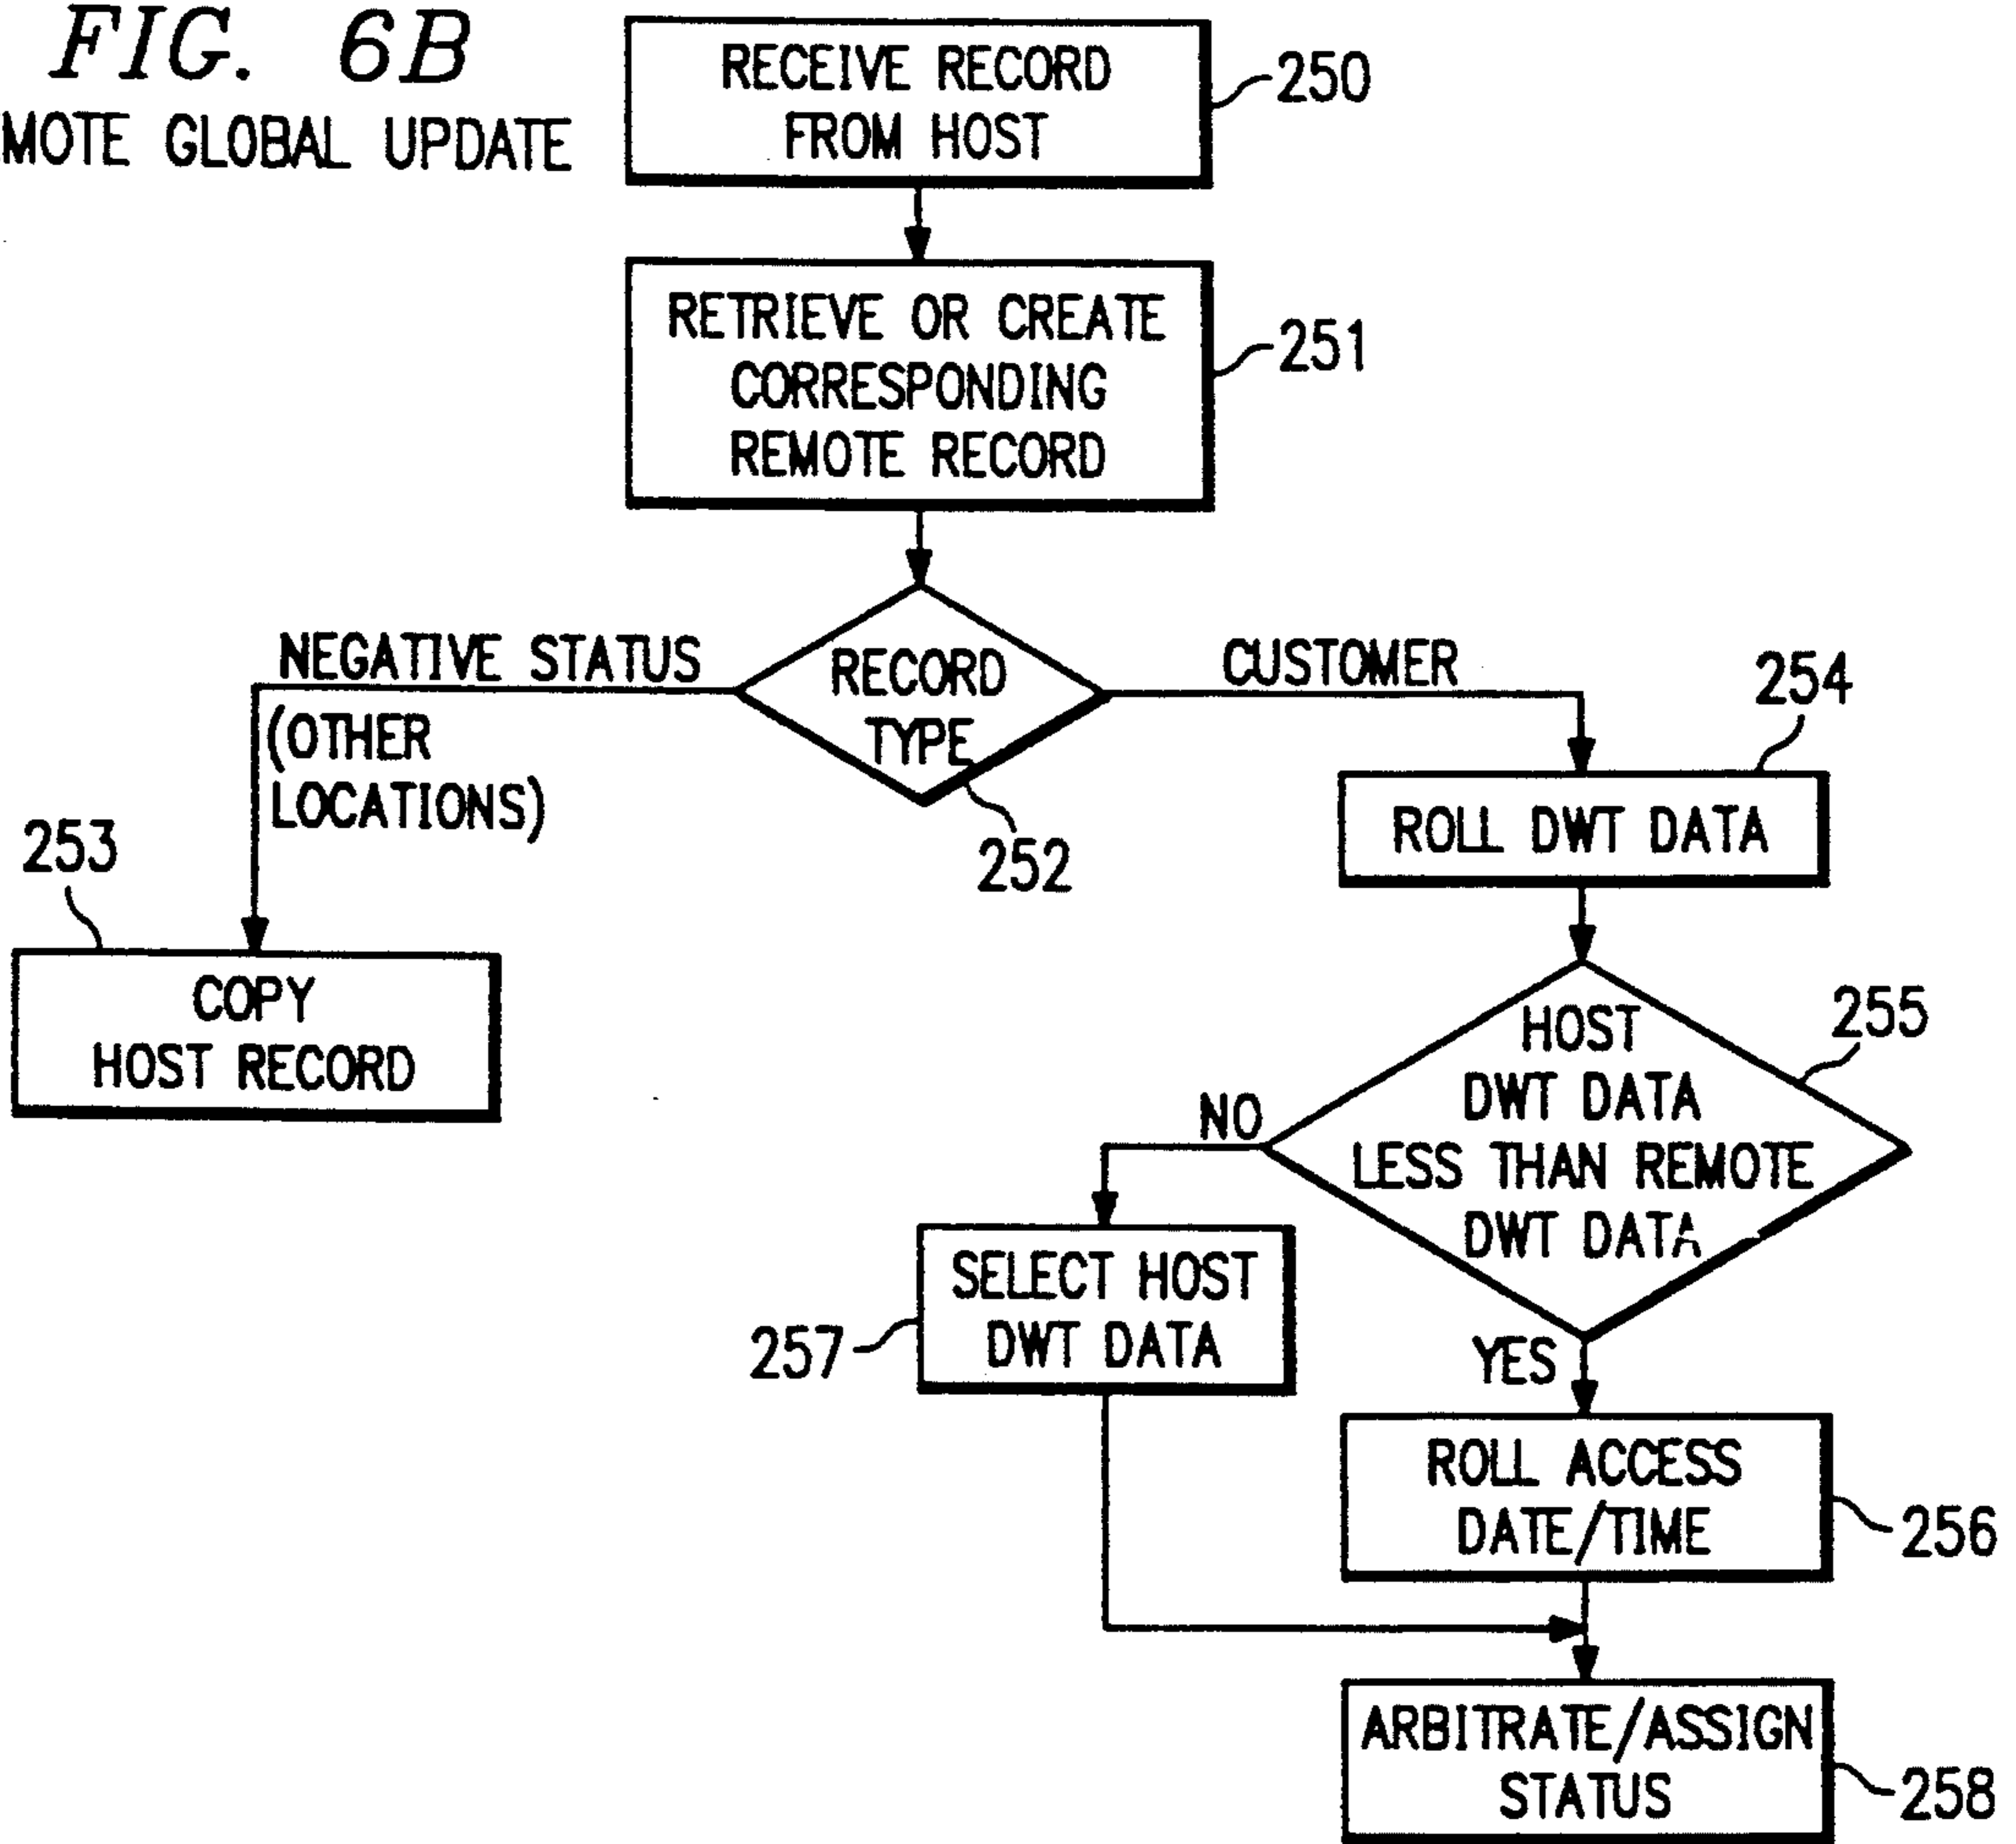 FIG. 6B
MOTE GLOBAL UPDATE
RECEIVE RECORD
FROM HOST
250
RETRIEVE OR CREATE
CORRESPONDING
REMOTE RECORD
251
RECORD
TYPE
252
NEGATIVE STATUS
(OTHER
LOCATIONS)
253
COPY
HOST RECORD
CUSTOMER
254
ROLL DWT DATA
HOST
DWT DATA
LESS THAN REMOTE
DWT DATA
255
NO
SELECT HOST
DWT DATA
257
YES
ROLL ACCESS
DATE/TIME
256
ARBITRATE/ASSIGN
STATUS
258